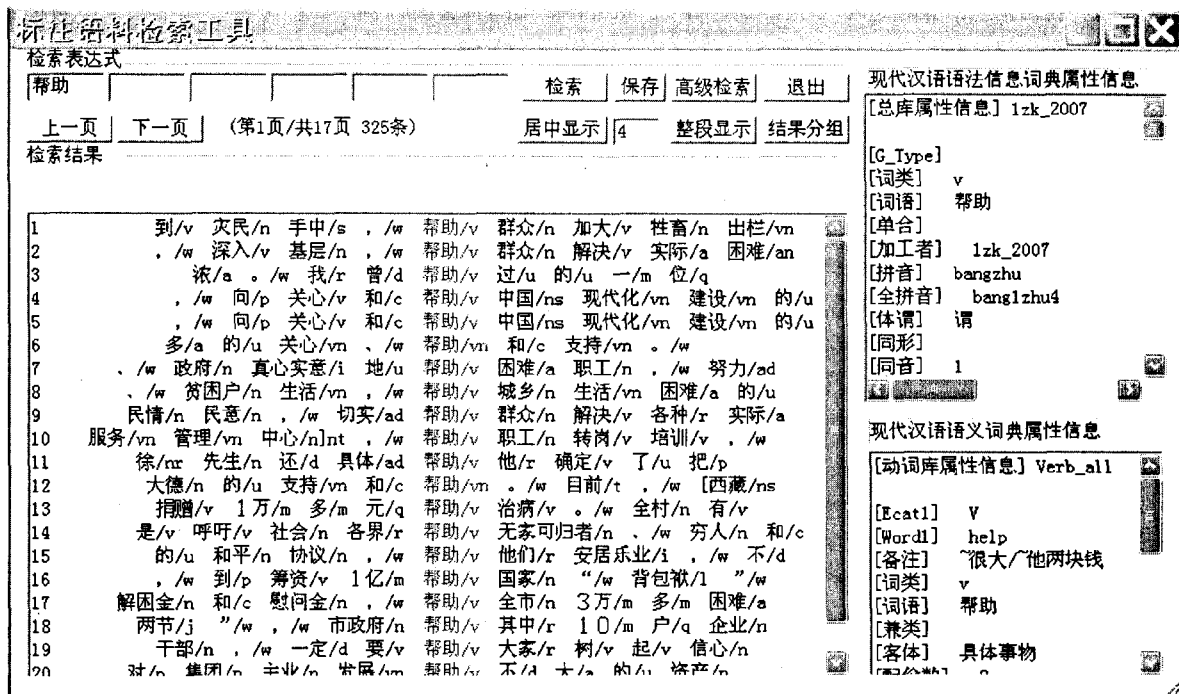 标注语料检索工具
检索表达式
帮助 检索 保存 高级检索 退出
上一页 下一页 (第1页/共17页 325条) 居中显示 4 整段显示 结果分组
检索结果
1 到/v 灾民/n 手中/s ，/w 帮助/v 群众/n 加大/v 牲畜/n 出栏/vn
2 ，/w 深入/v 基层/n ，/w 帮助/v 群众/n 解决/v 实际/a 困难/an
3 浓/a 。/w 我/r 曾/d 帮助/v 过/u 的/u 一/m 位/q
4 ，/w 向/p 关心/v 和/c 帮助/v 中国/ns 现代化/vn 建设/vn 的/u
5 ，/w 向/p 关心/v 和/c 帮助/v 中国/ns 现代化/vn 建设/vn 的/u
6 多/a 的/u 关心/vn 、/w 帮助/vn 和/c 支持/vn 。/w
7 、/w 政府/n 真心实意/i 地/u 帮助/v 困难/a 职工/n ，/w 努力/ad
8 、/w 贫困户/n 生活/vn ，/w 帮助/v 城乡/n 生活/vn 困难/a 的/u
9 民情/n 民意/n ，/w 切实/ad 帮助/v 群众/n 解决/v 各种/r 实际/a
10 服务/vn 管理/vn 中心/n]nt ，/w 帮助/v 职工/n 转岗/v 培训/v ，/w
11 徐/nr 先生/n 还/d 具体/ad 帮助/v 他/r 确定/v 了/u 把/p
12 大德/n 的/u 支持/vn 和/c 帮助/vn 。/w 目前/t ，/w [西藏/ns
13 捐赠/v 1万/m 多/m 元/q 帮助/v 治病/v 。/w 全村/n 有/v
14 是/v 呼吁/v 社会/n 各界/r 帮助/v 无家可归者/n 、/w 穷人/n 和/c
15 的/u 和平/n 协议/n ，/w 帮助/v 他们/r 安居乐业/i ，/w 不/d
16 ，/w 到/p 筹资/v 1亿/m 帮助/v 国家/n “/w 背包袱/l ”/w
17 解困金/n 和/c 慰问金/n ，/w 帮助/v 全市/n 3万/m 多/m 困难/a
18 两节/j ”/w ，/w 市政府/n 帮助/v 其中/r 10/m 户/q 企业/n
19 干部/n ，/w 一定/d 要/v 帮助/v 大家/r 树/v 起/v 信心/n
20 对/p 集团/n 主业/n 发展/vn 帮助/v 不/d 大/a 的/u 资产/n
现代汉语语法信息词典属性信息
[总库属性信息] lzk_2007
[G_Type]
[词类] v
[词语] 帮助
[单合]
[加工者] lzk_2007
[拼音] bangzhu
[全拼音] bang1zhu4
[体谓] 谓
[同形]
[同音] 1
现代汉语语义词典属性信息
[动词库属性信息] Verb_all
[Ecat1] V
[Word1] help
[备注] ~很大/~他两块钱
[词类] v
[词语] 帮助
[兼类]
[客体] 具体事物
[配价数] 2